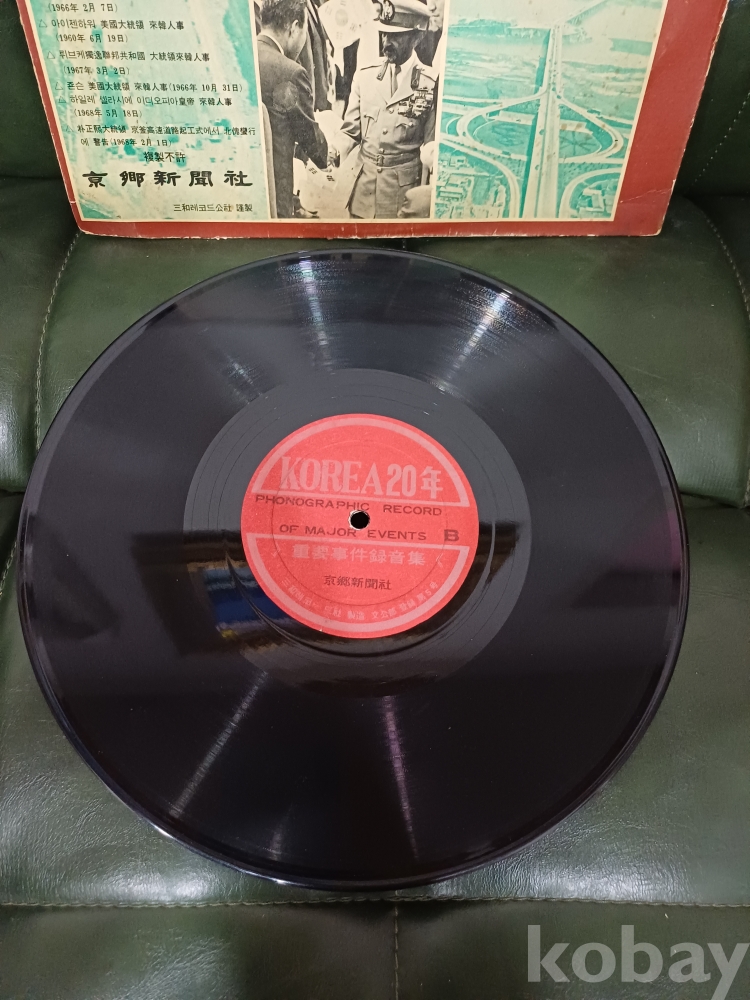 (1966年 2月 7日)
△ 아이젠하워 美國大統領 來韓人事
(1960年 6月 19日)
△ 뤼브케獨逸聯邦共和國 大統領來韓人事
(1967年 3月 2日)
△ 죤슨 美國大統領 來韓人事(1966年 10月 31日)
△ 하일레 셀라시에 이디오피아皇帝 來韓人事
(1968年 5月 18日)
△ 朴正熙大統領 京釜高速道路起工式에서 北傀蠻行
에 警告(1968年 2月 1日)
複製不許
京鄕新聞社
三和레코드公社 謹製
KOREA 20年
PHONOGRAPHIC RECORD
OF MAJOR EVENTS B
重要事件録音集
京鄕新聞社
kobay